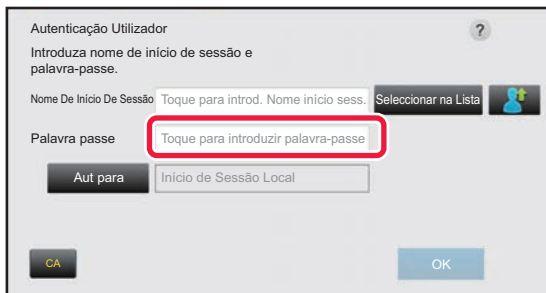 Autenticação Utilizador
?
Introduza nome de início de sessão e
palavra-passe.
Nome De Início De Sessão Toque para introd. Nome início sess. Seleccionar na Lista
Palavra passe Toque para introduzir palavra-passe
Aut para Início de Sessão Local
CA OK